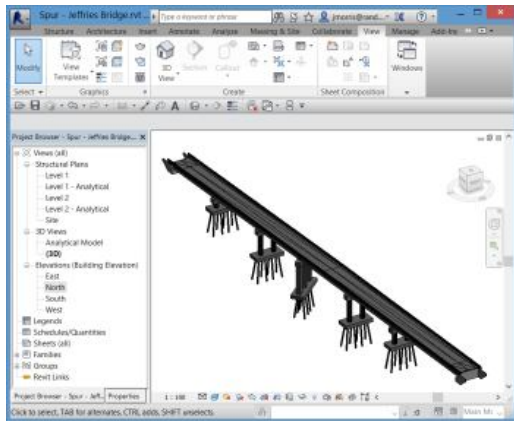 Spur - Jeffries Bridge.rvt ...
Type a keyword or phrase
Structure Architecture Insert Annotate Analyze Massing & Site Collaborate View Manage Add-Ins
Modify
View
Templates
3D
View
Section
Callout
Windows
Select
Graphics
Create
Sheet Composition
Project Browser - Spur - Jeffries Bridge...
Views (all)
Structural Plans
Level 1
Level 1 - Analytical
Level 2
Level 2 - Analytical
Site
3D Views
Analytical Model
{3D}
Elevations (Building Elevation)
East
North
South
West
Legends
Schedules/Quantities
Sheets (all)
Families
Groups
Revit Links
Project Browser - Spur - Jeff...
Properties
1 : 100
Click to select, TAB for alternates, CTRL adds, SHIFT unselects.